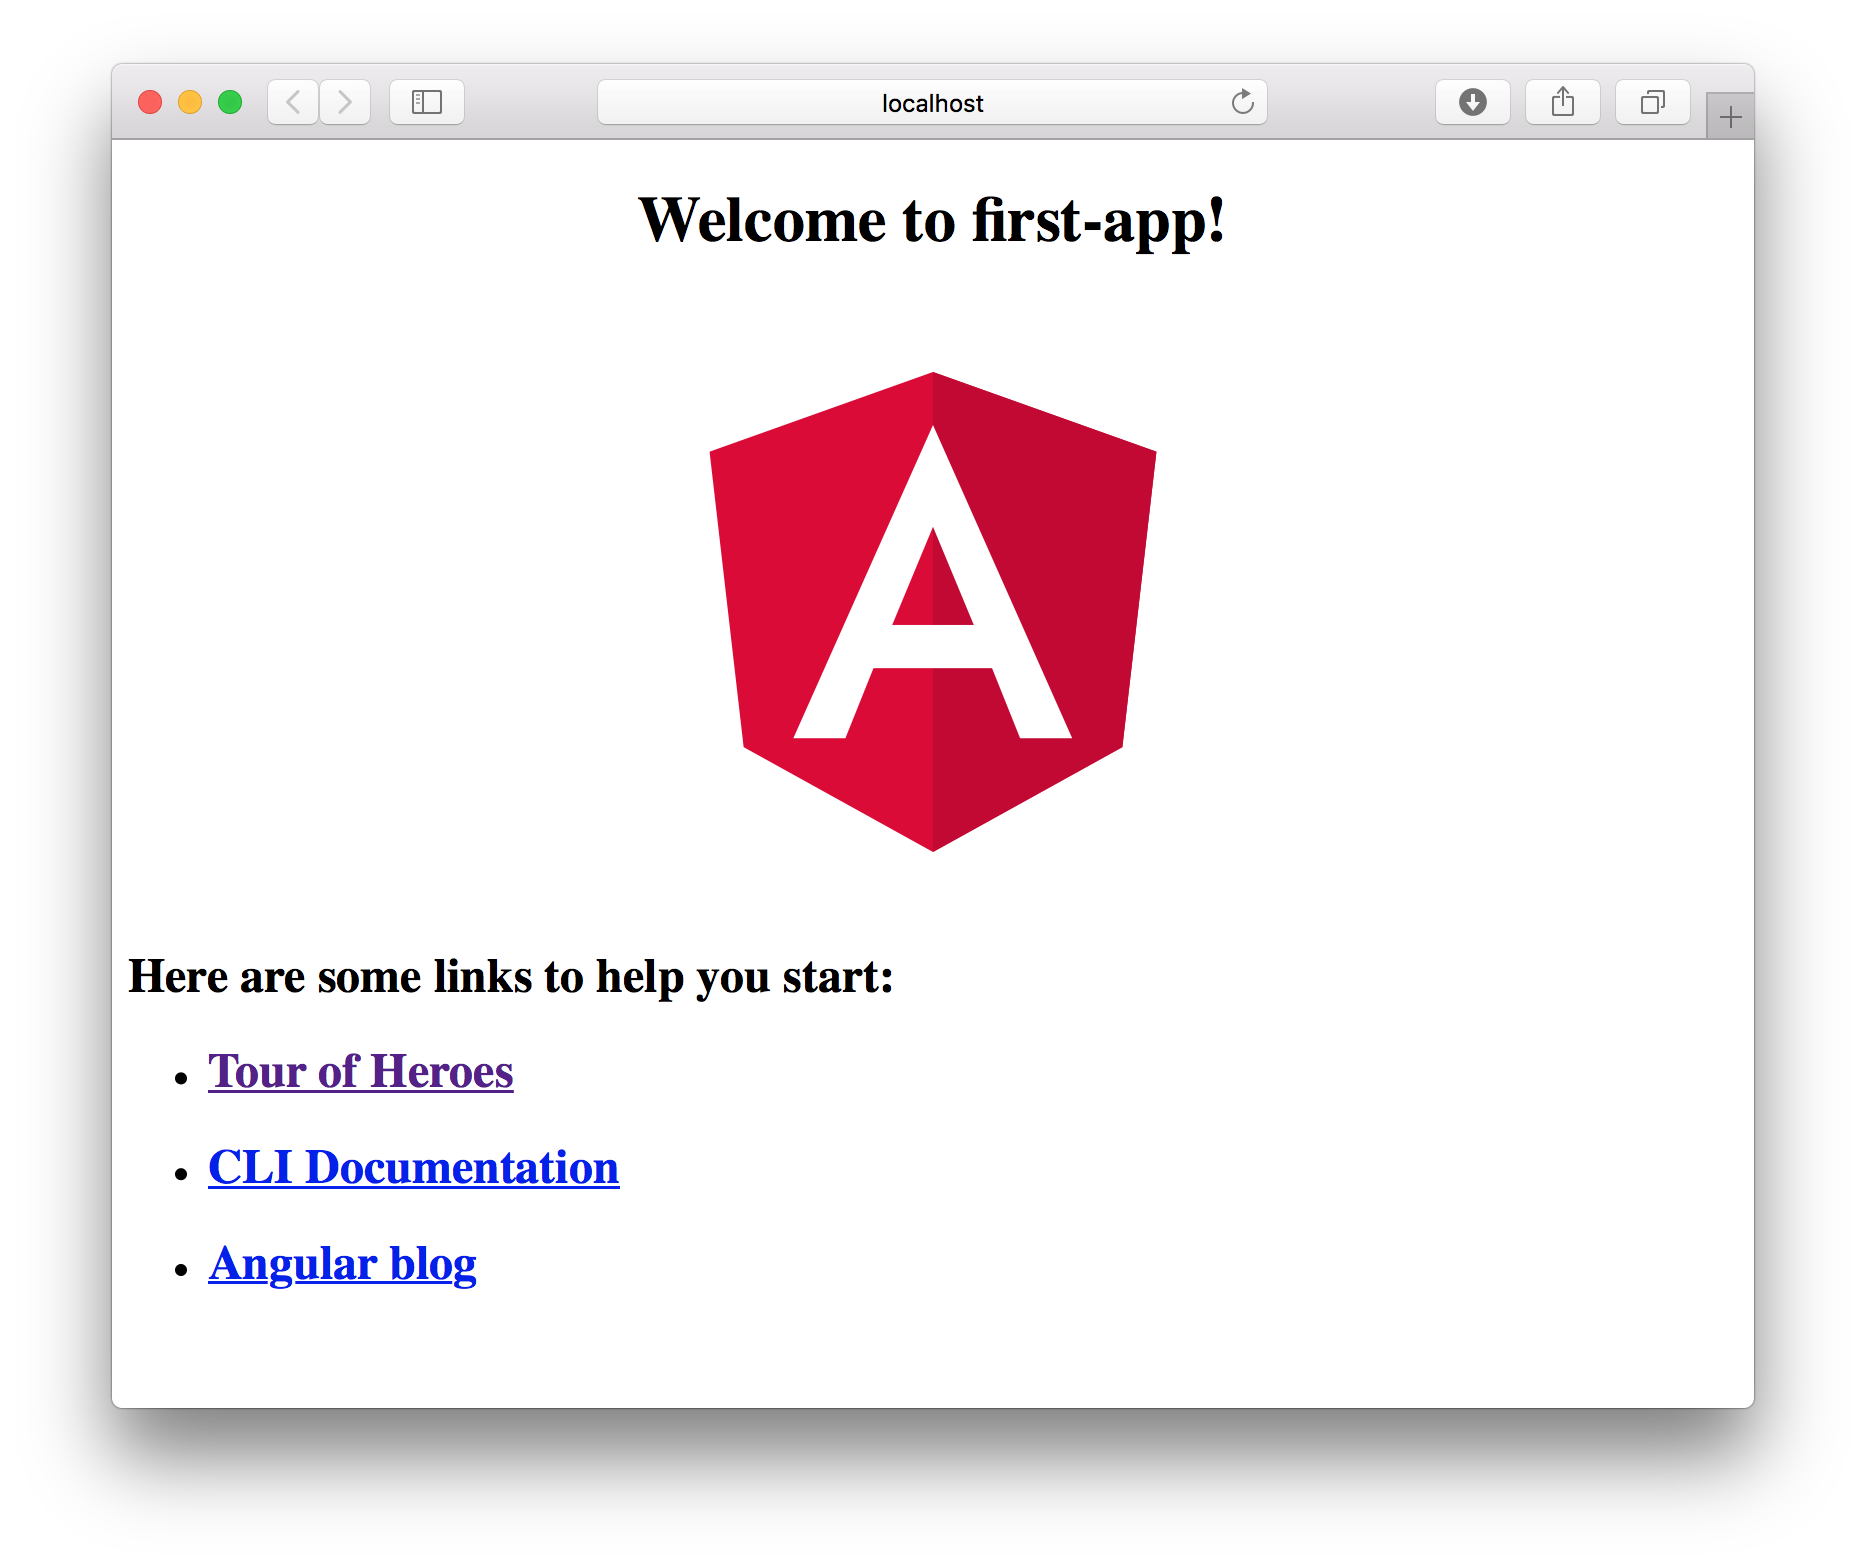 localhost
Welcome to first-app!
A
Here are some links to help you start:
Tour of Heroes
CLI Documentation
Angular blog